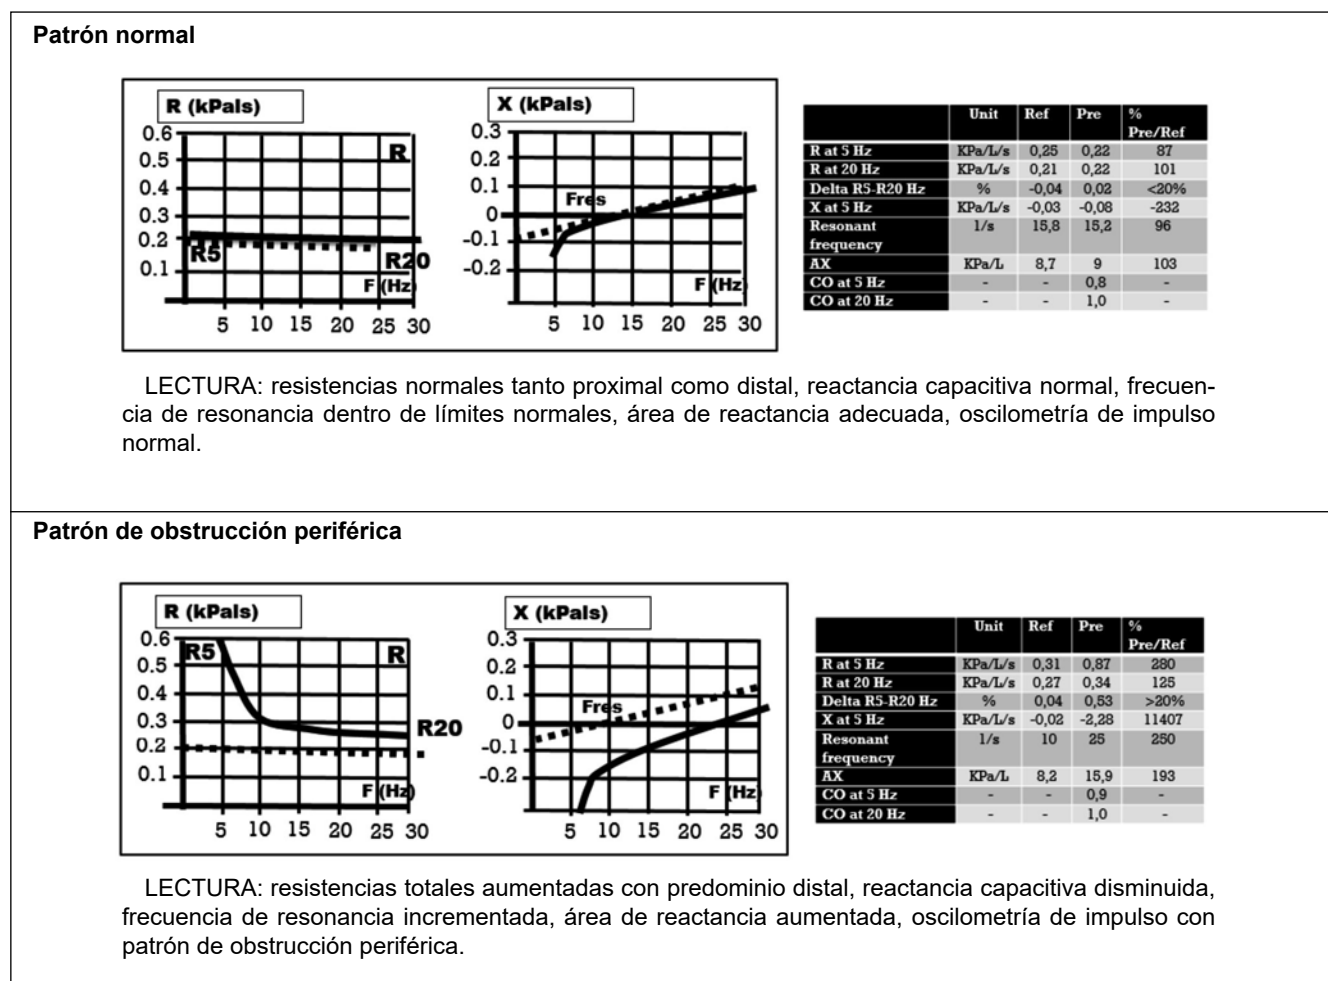 Patrón normal
R (kPals)
0.6
0.5
0.4
0.3
0.2
0.1
R
R5
R20
F (Hz)
5 10 15 20 25 30
X (kPals)
0.3
0.2
0.1
0
-0.1
-0.2
Fres
F (Hz)
5 10 15 20 25 30
Unit Ref Pre %
Pre/Ref
R at 5 Hz KPa/L/s 0,25 0,22 87
R at 20 Hz KPa/L/s 0,21 0,22 101
Delta R5-R20 Hz % -0,04 0,02 <20%
X at 5 Hz KPa/L/s -0,03 -0,08 -232
Resonant 1/s 15,8 15,2 96
frequency
AX KPa/L 8,7 9 103
CO at 5 Hz - - 0,8 -
CO at 20 Hz - - 1,0 -
LECTURA: resistencias normales tanto proximal como distal, reactancia capacitiva normal, frecuen-
cia de resonancia dentro de límites normales, área de reactancia adecuada, oscilometría de impulso
normal.
Patrón de obstrucción periférica
R (kPals)
0.6
0.5
0.4
0.3
0.2
0.1
R5
R
R20
F (Hz)
5 10 15 20 25 30
X (kPals)
0.3
0.2
0.1
0
-0.1
-0.2
Fres
F (Hz)
5 10 15 20 25 30
Unit Ref Pre %
Pre/Ref
R at 5 Hz KPa/L/s 0,31 0,87 280
R at 20 Hz KPa/L/s 0,27 0,34 125
Delta R5-R20 Hz % 0,04 0,53 >20%
X at 5 Hz KPa/L/s -0,02 -2,28 11407
Resonant 1/s 10 25 250
frequency
AX KPa/L 8,2 15,9 193
CO at 5 Hz - - 0,9 -
CO at 20 Hz - - 1,0 -
LECTURA: resistencias totales aumentadas con predominio distal, reactancia capacitiva disminuida,
frecuencia de resonancia incrementada, área de reactancia aumentada, oscilometría de impulso con
patrón de obstrucción periférica.